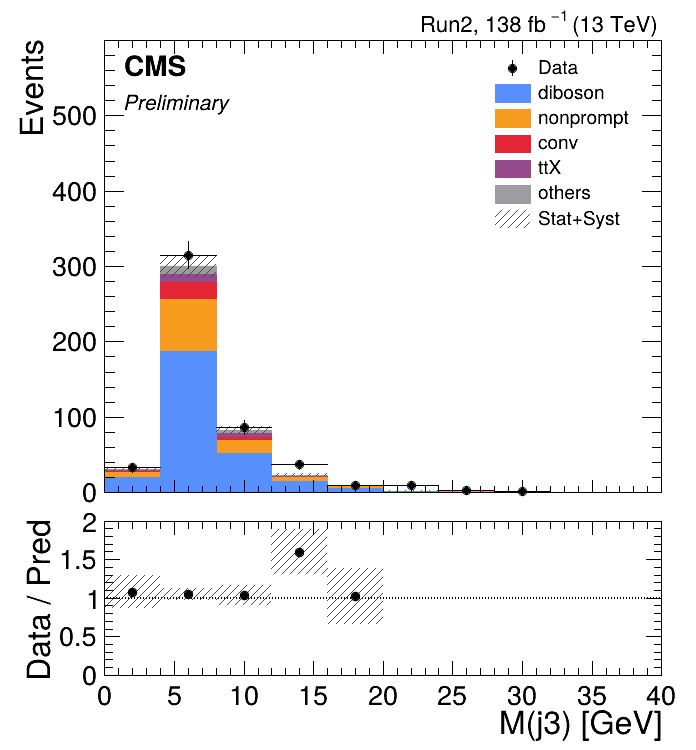 Run2, 138 fb⁻¹ (13 TeV)
CMS
Preliminary
Events
Data
diboson
nonprompt
conv
ttX
others
Stat+Syst
500
400
300
200
100
0
Data / Pred
2
1.5
1
0.5
0
0 5 10 15 20 25 30 35 40
M(j3) [GeV]